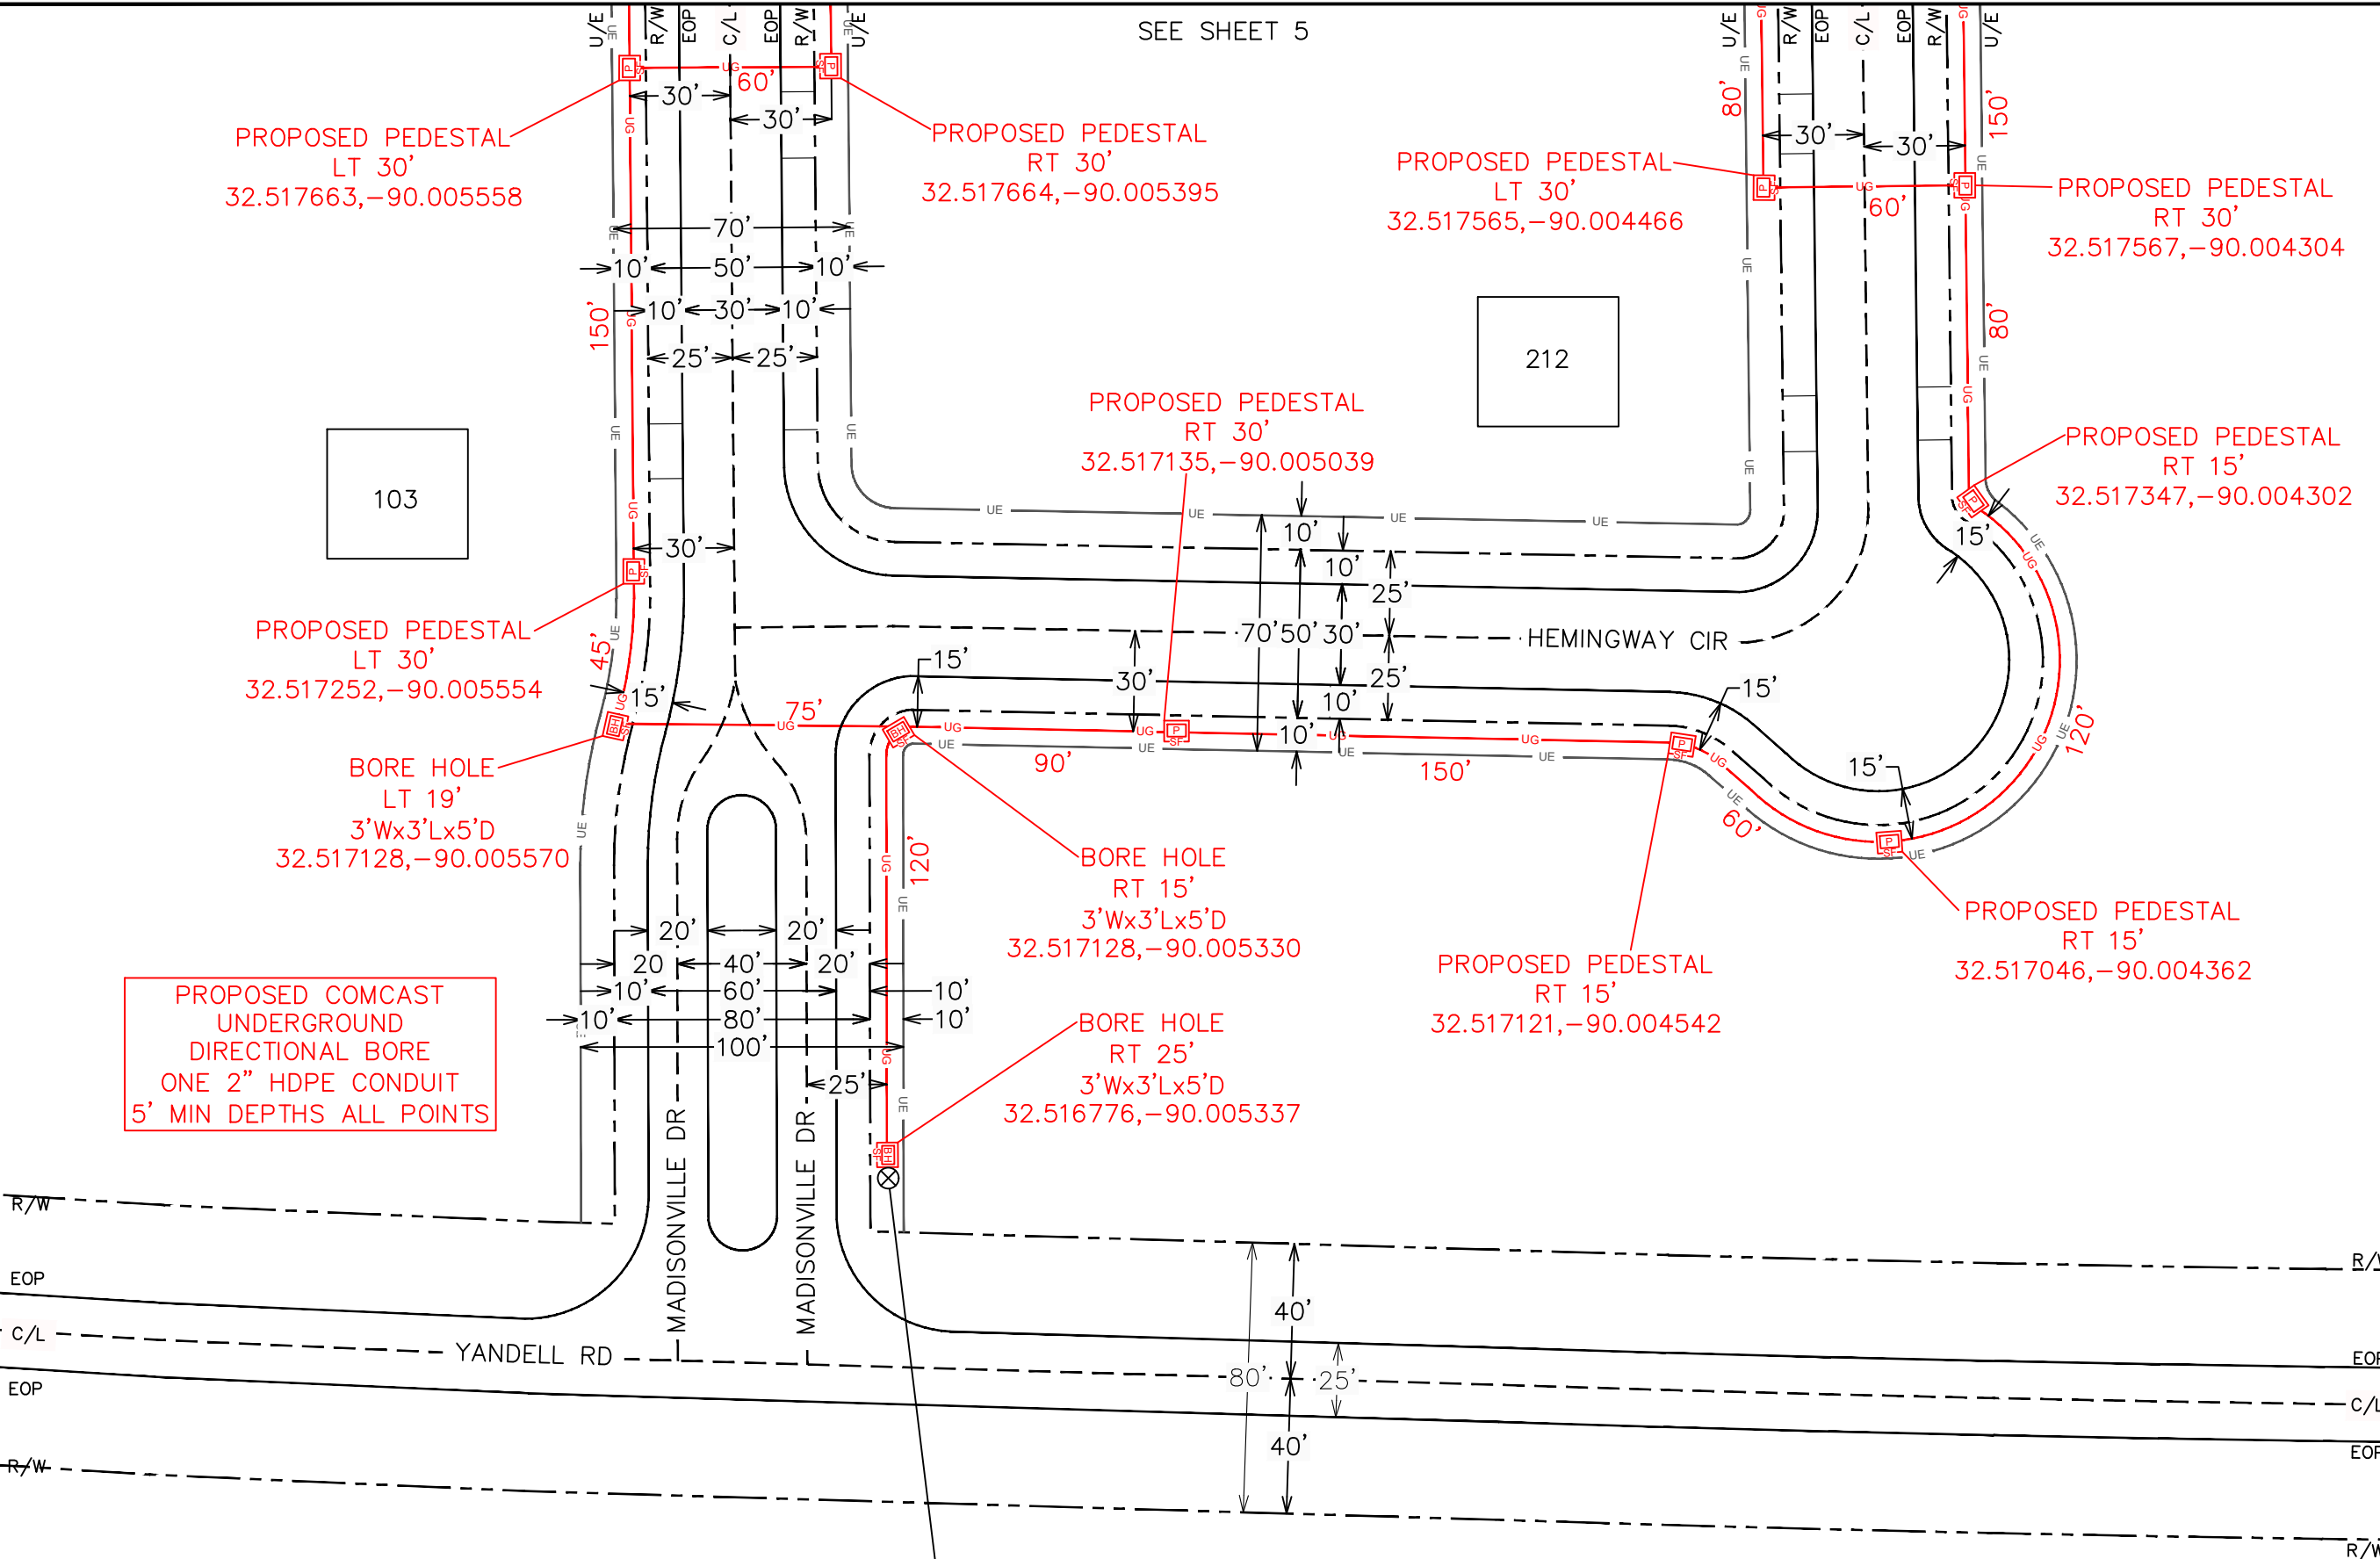 SEE SHEET 5
U/E
R/W
EOP
C/L
EOP
R/W
U/E
U/E
R/W
EOP
C/L
EOP
R/W
U/E
PROPOSED PEDESTAL
LT 30'
32.517663,-90.005558
PROPOSED PEDESTAL
RT 30'
32.517664,-90.005395
PROPOSED PEDESTAL
LT 30'
32.517565,-90.004466
PROPOSED PEDESTAL
RT 30'
32.517567,-90.004304
60'
30'
30'
70'
10'
50'
10'
10'
30'
10'
25'
25'
150'
80'
150'
30'
30'
60'
80'
103
212
PROPOSED PEDESTAL
RT 30'
32.517135,-90.005039
PROPOSED PEDESTAL
RT 15'
32.517347,-90.004302
15'
30'
10'
10'
25'
70'
50'
30'
HEMINGWAY CIR
25'
10'
10'
30'
15'
PROPOSED PEDESTAL
LT 30'
32.517252,-90.005554
45'
15'
75'
90'
150'
15'
60'
15'
120'
BORE HOLE
LT 19'
3'Wx3'Lx5'D
32.517128,-90.005570
120'
BORE HOLE
RT 15'
3'Wx3'Lx5'D
32.517128,-90.005330
PROPOSED PEDESTAL
RT 15'
32.517121,-90.004542
PROPOSED PEDESTAL
RT 15'
32.517046,-90.004362
20'
20'
20
40'
20'
10'
60'
10'
10'
80'
10'
100'
25'
BORE HOLE
RT 25'
3'Wx3'Lx5'D
32.516776,-90.005337
PROPOSED COMCAST
UNDERGROUND
DIRECTIONAL BORE
ONE 2" HDPE CONDUIT
5' MIN DEPTHS ALL POINTS
MADISONVILLE DR
MADISONVILLE DR
R/W
EOP
C/L
YANDELL RD
EOP
R/W
40'
80'
25'
40'
EOP
C/L
EOP
R/W
UE
UG
P
SF
BH